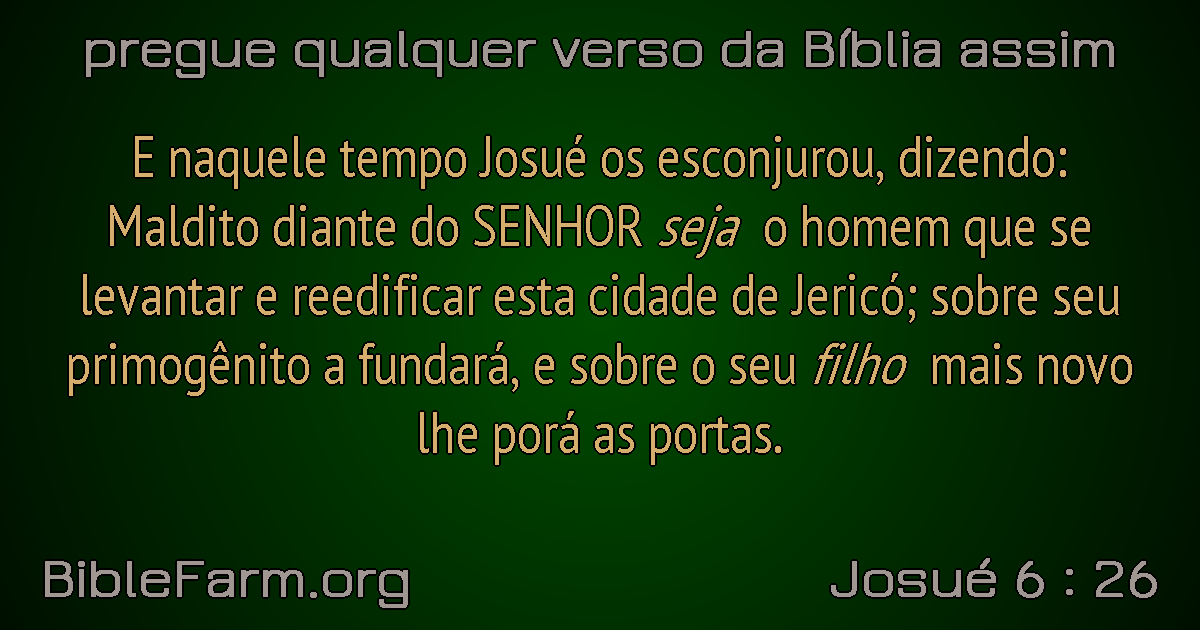 pregue qualquer verso da Bíblia assim
E naquele tempo Josué os esconjurou, dizendo:
Maldito diante do SENHOR seja o homem que se
levantar e reedificar esta cidade de Jericó; sobre seu
primogênito a fundará, e sobre o seu filho mais novo
lhe porá as portas.
BibleFarm.org
Josué 6 : 26